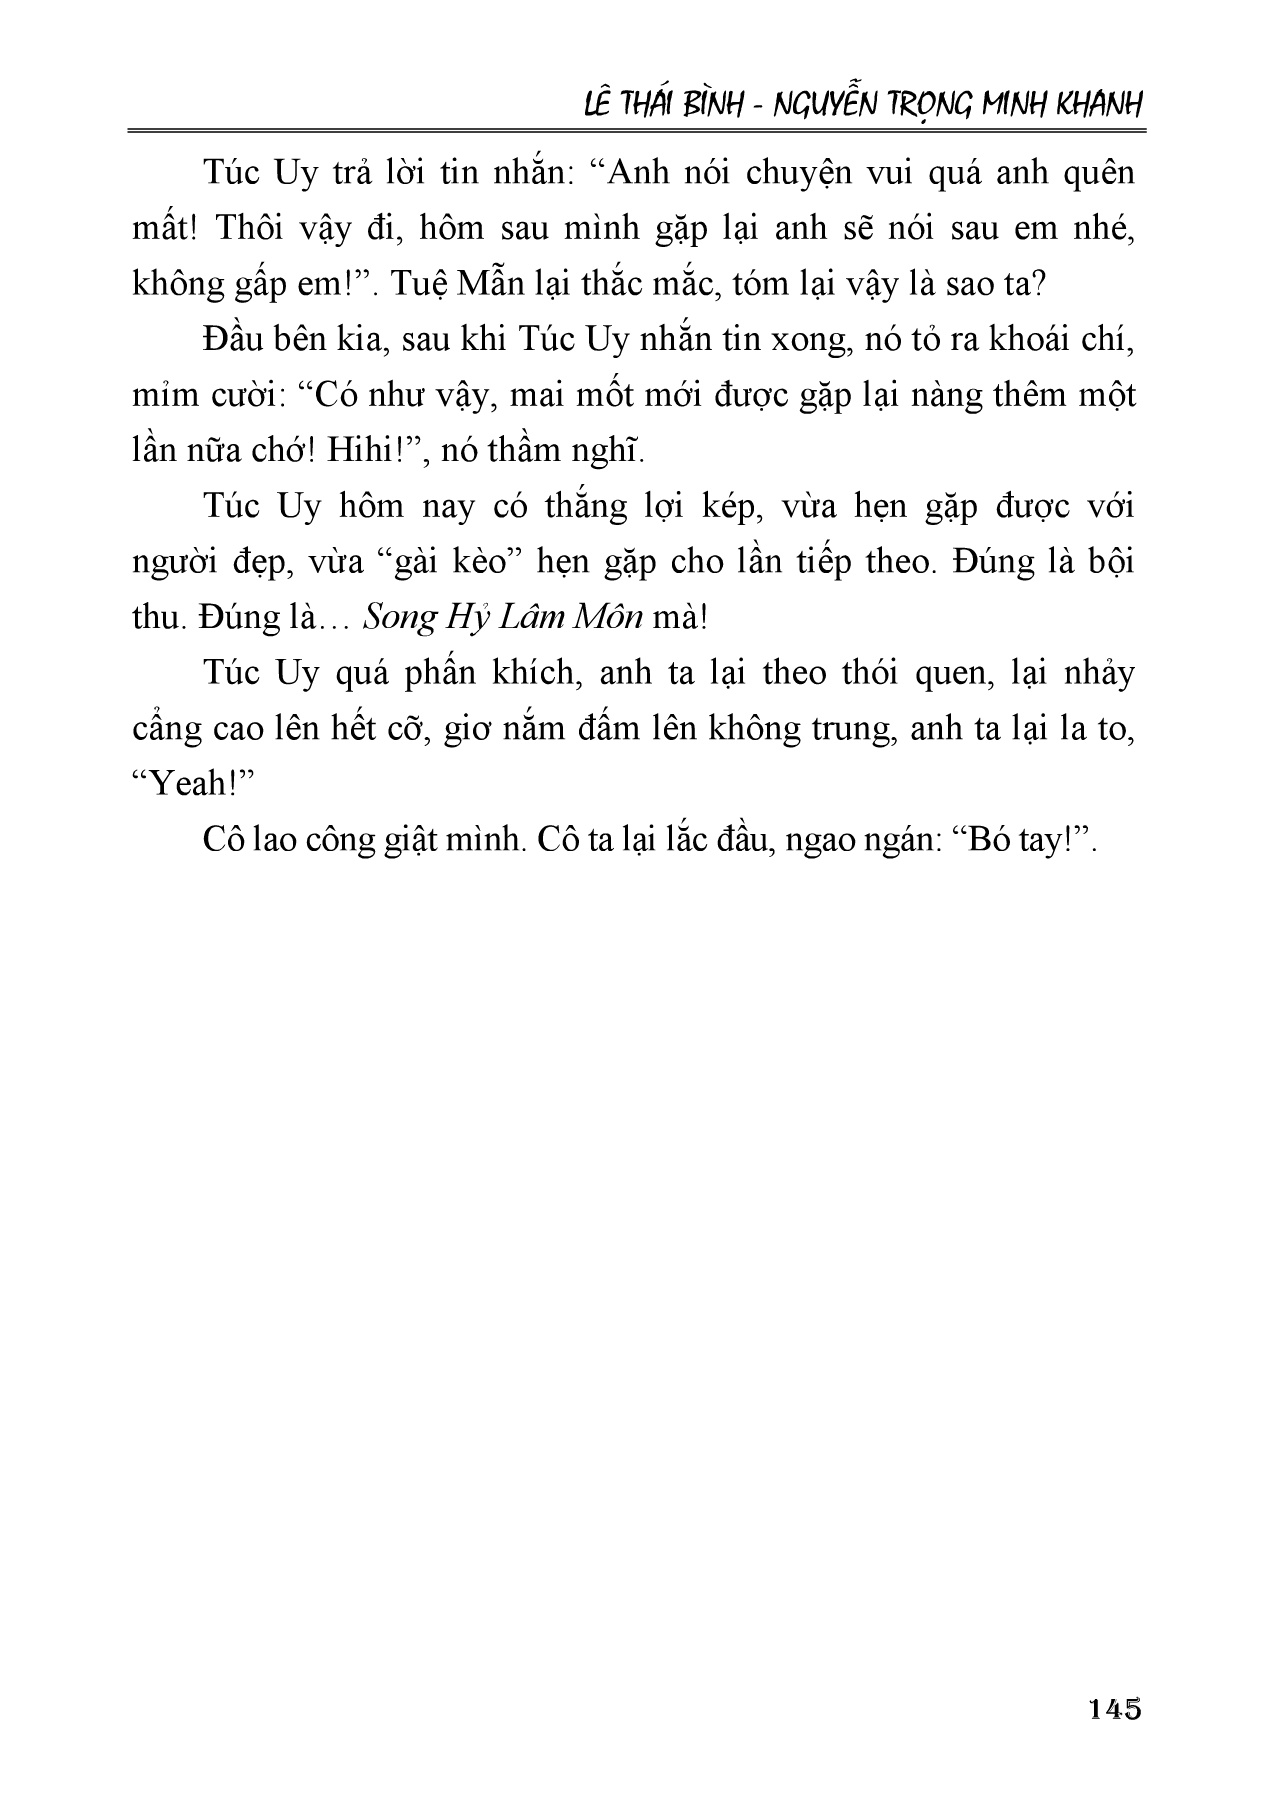 LÊ THÁI BÌNH - NGUYỄN TRỌNG MINH KHANH
Túc Uy trả lời tin nhắn: “Anh nói chuyện vui quá anh quên
mất! Thôi vậy đi, hôm sau mình gặp lại anh sẽ nói sau em nhé,
không gấp em!”. Tuệ Mẫn lại thắc mắc, tóm lại vậy là sao ta?
Đầu bên kia, sau khi Túc Uy nhắn tin xong, nó tỏ ra khoái chí,
mỉm cười: “Có như vậy, mai mốt mới được gặp lại nàng thêm một
lần nữa chớ! Hihi!”, nó thầm nghĩ.
Túc Uy hôm nay có thắng lợi kép, vừa hẹn gặp được với
người đẹp, vừa “gài kèo” hẹn gặp cho lần tiếp theo. Đúng là bội
thu. Đúng là… Song Hỷ Lâm Môn mà!
Túc Uy quá phấn khích, anh ta lại theo thói quen, lại nhảy
cẩng cao lên hết cỡ, giơ nắm đấm lên không trung, anh ta lại la to,
“Yeah!”
Cô lao công giật mình. Cô ta lại lắc đầu, ngao ngán: “Bó tay!”.
145